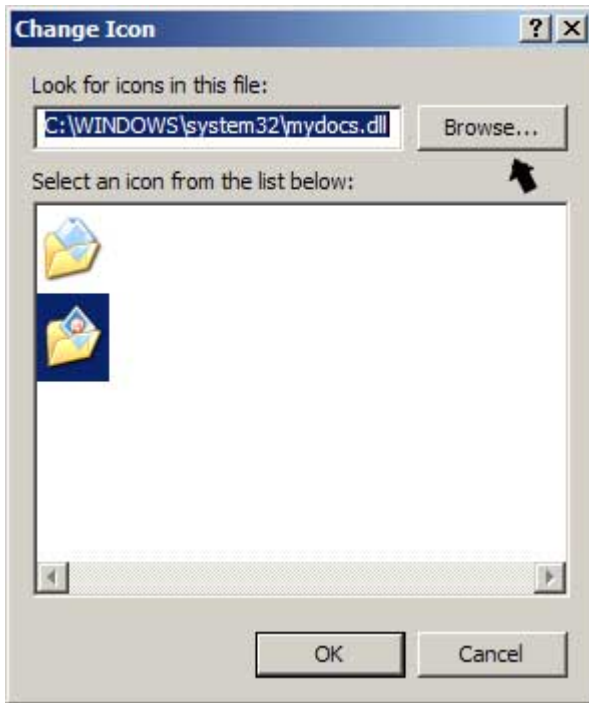 Change Icon
Look for icons in this file:
C:\WINDOWS\system32\mydocs.dll
Browse...
Select an icon from the list below:
OK
Cancel